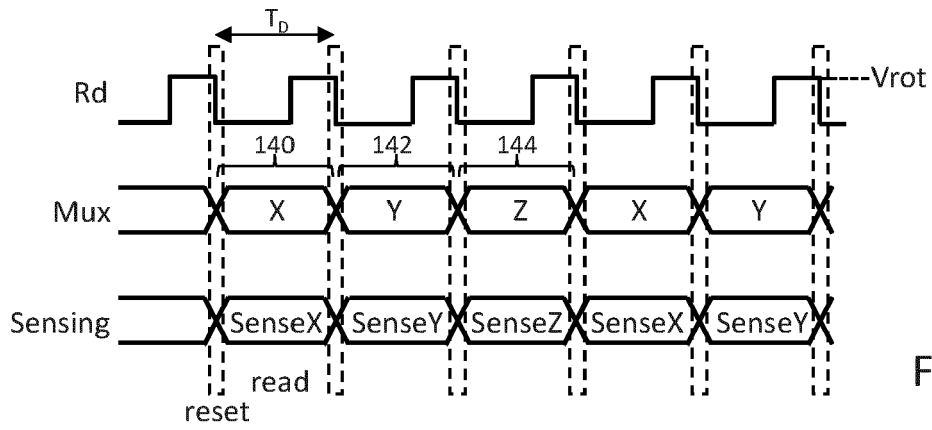 T_D
Rd
Vrot
140 142 144
Mux X Y Z X Y
Sensing SenseX SenseY SenseZ SenseX SenseY
read
reset
F